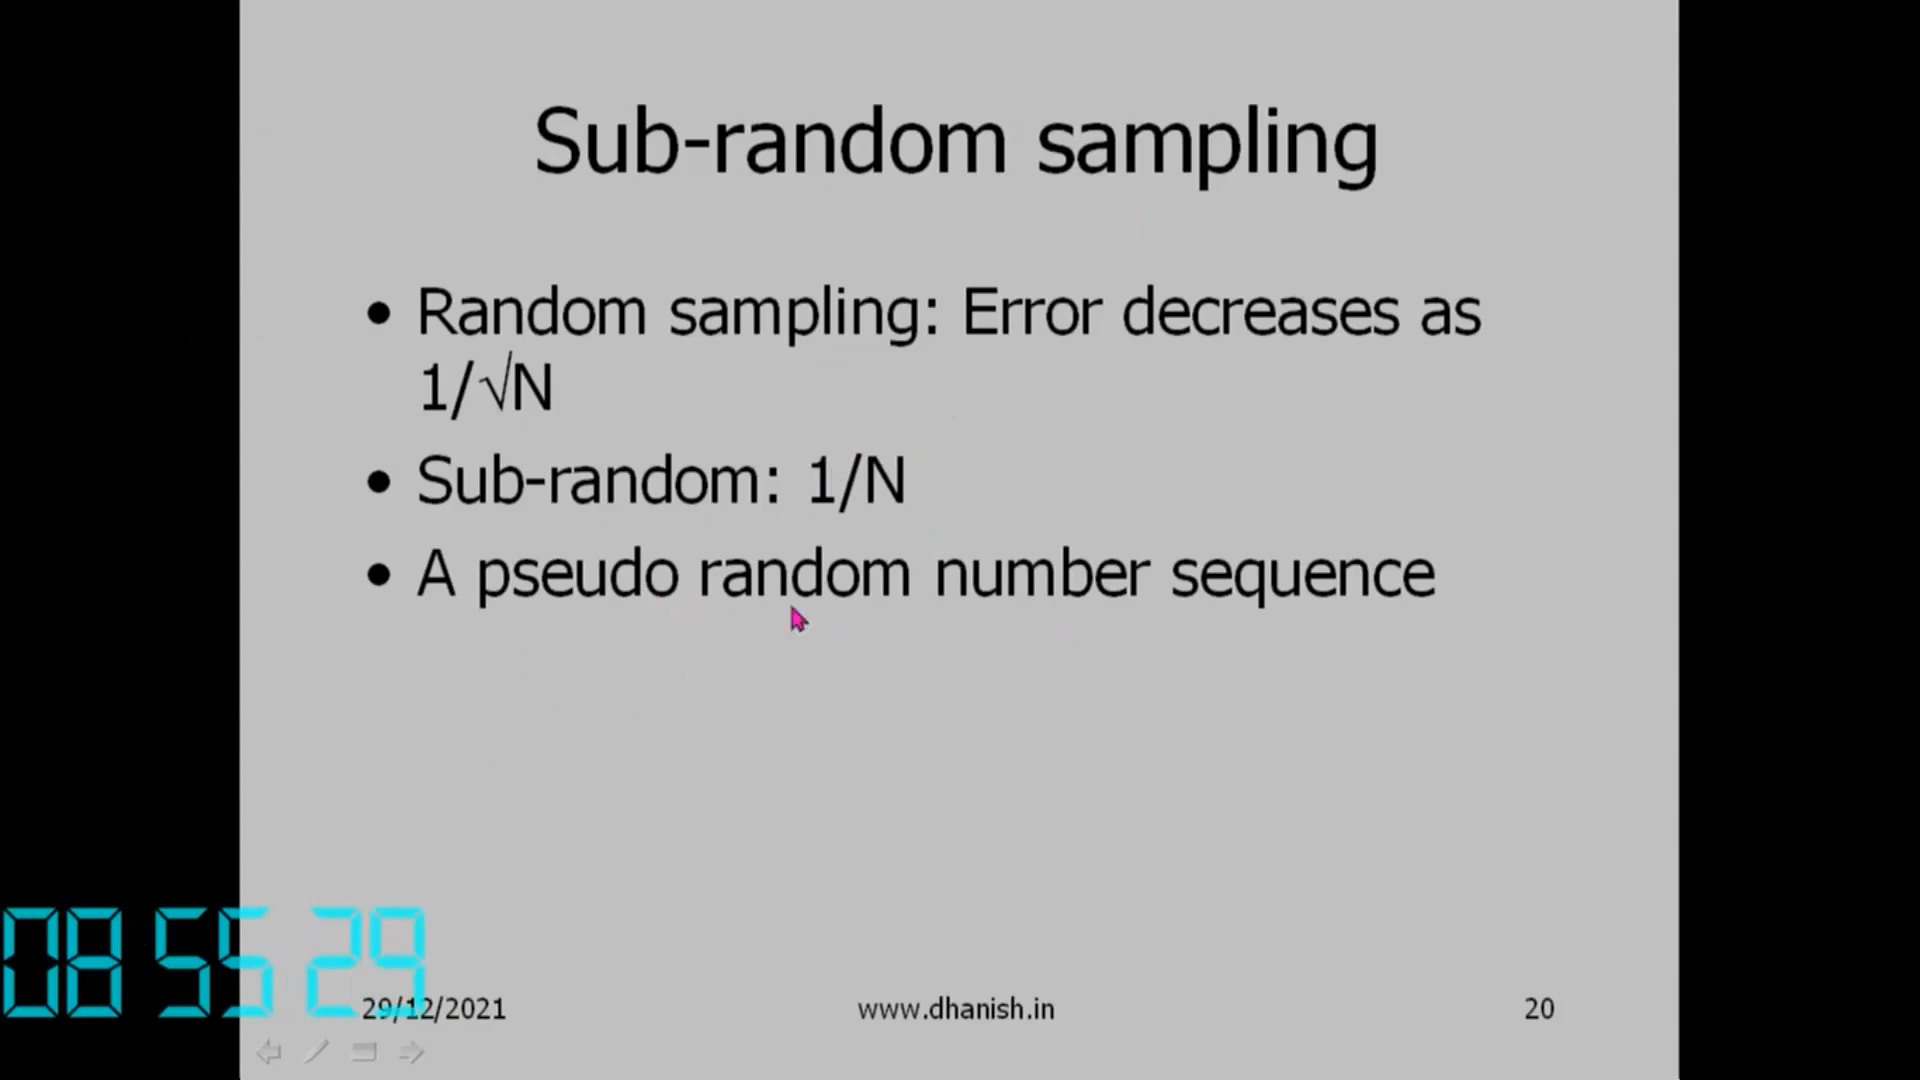 Sub-random sampling
• Random sampling: Error decreases as
1/√N
• Sub-random: 1/N
• A pseudo random number sequence
08 55 29
29/12/2021
www.dhanish.in
20